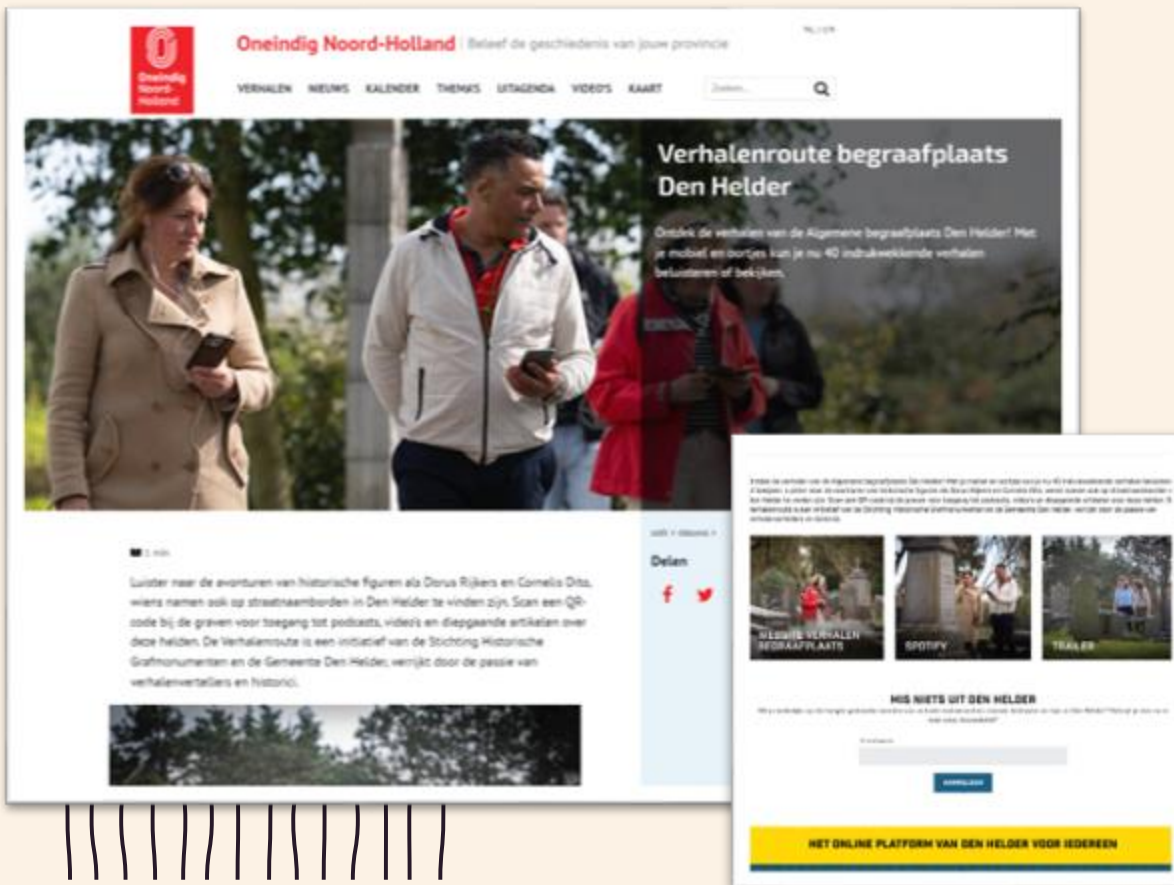 Oneindig
Noord-
Holland
Oneindig Noord-Holland | Beleef de geschiedenis van jouw provincie
NL / EN
VERHALEN NIEUWS KALENDER THEMA'S UITAGENDA VIDEO'S KAART
Zoeken...
Verhalenroute begraafplaats
Den Helder
Ontdek de verhalen van de Algemene begraafplaats Den Helder! Met
je mobiel en oortjes kun je nu 40 indrukwekkende verhalen
beluisteren of bekijken.
1 min
Luister naar de avonturen van historische figuren als Dorus Rijkers en Cornelis Dito,
wiens namen ook op straatnaamborden in Den Helder te vinden zijn. Scan een QR-
code bij de graven voor toegang tot podcasts, video's en diepgaande artikelen over
deze helden. De Verhalenroute is een initiatief van de Stichting Historische
Grafmonumenten en de Gemeente Den Helder, verrijkt door de passie van
verhalenvertellers en historici.
Delen
WEBSITE VERHALEN
BEGRAAFPLAATS
SPOTIFY
TRAILER
MIS NIETS UIT DEN HELDER
AANMELDEN
HET ONLINE PLATFORM VAN DEN HELDER VOOR IEDEREEN